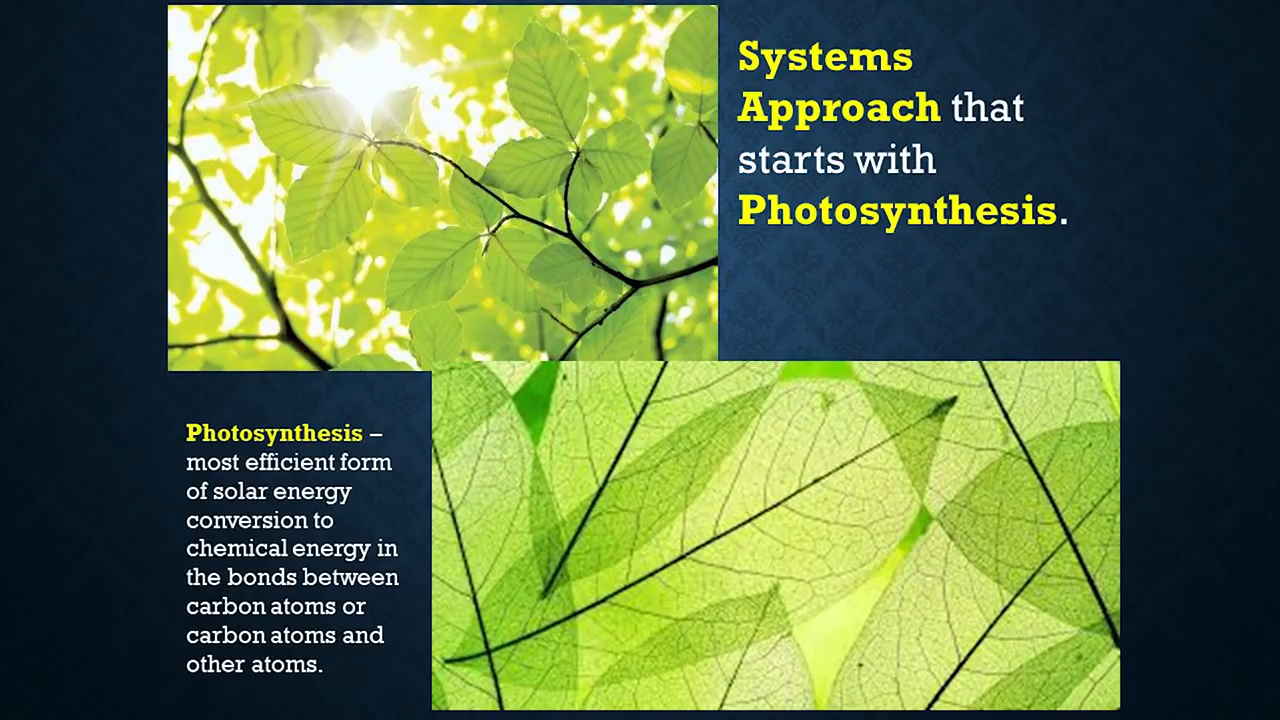 Systems
Approach that
starts with
Photosynthesis.
Photosynthesis –
most efficient form
of solar energy
conversion to
chemical energy in
the bonds between
carbon atoms or
carbon atoms and
other atoms.